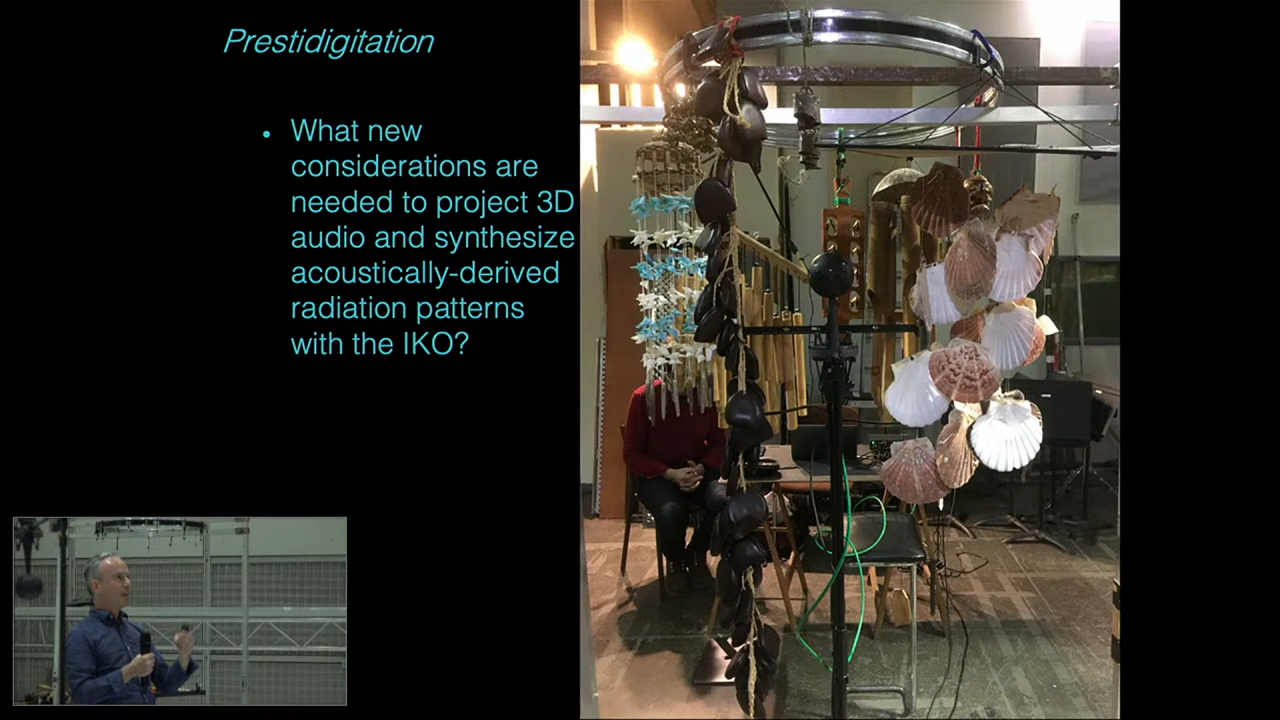 Prestidigitation
• What new
considerations are
needed to project 3D
audio and synthesize
acoustically-derived
radiation patterns
with the IKO?